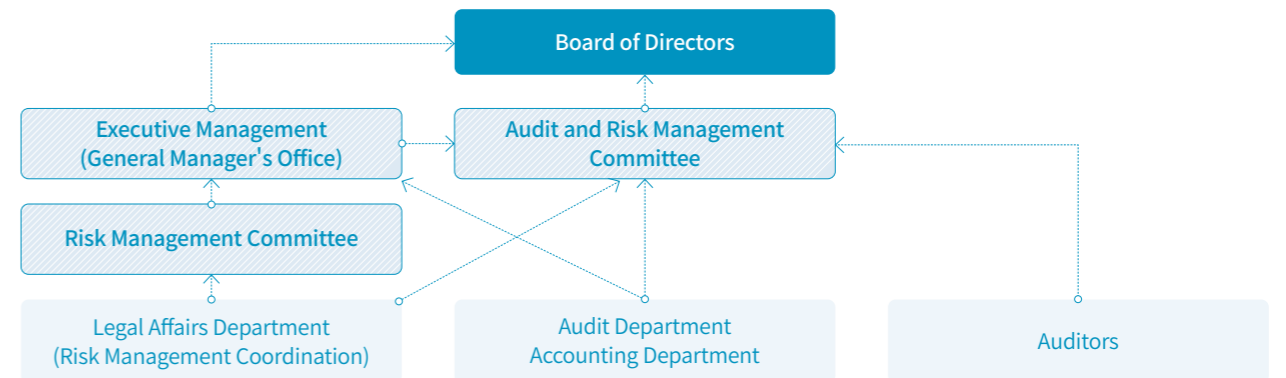 Board of Directors
Executive Management
(General Manager's Office)
Audit and Risk Management
Committee
Risk Management Committee
Legal Affairs Department
(Risk Management Coordination)
Audit Department
Accounting Department
Auditors